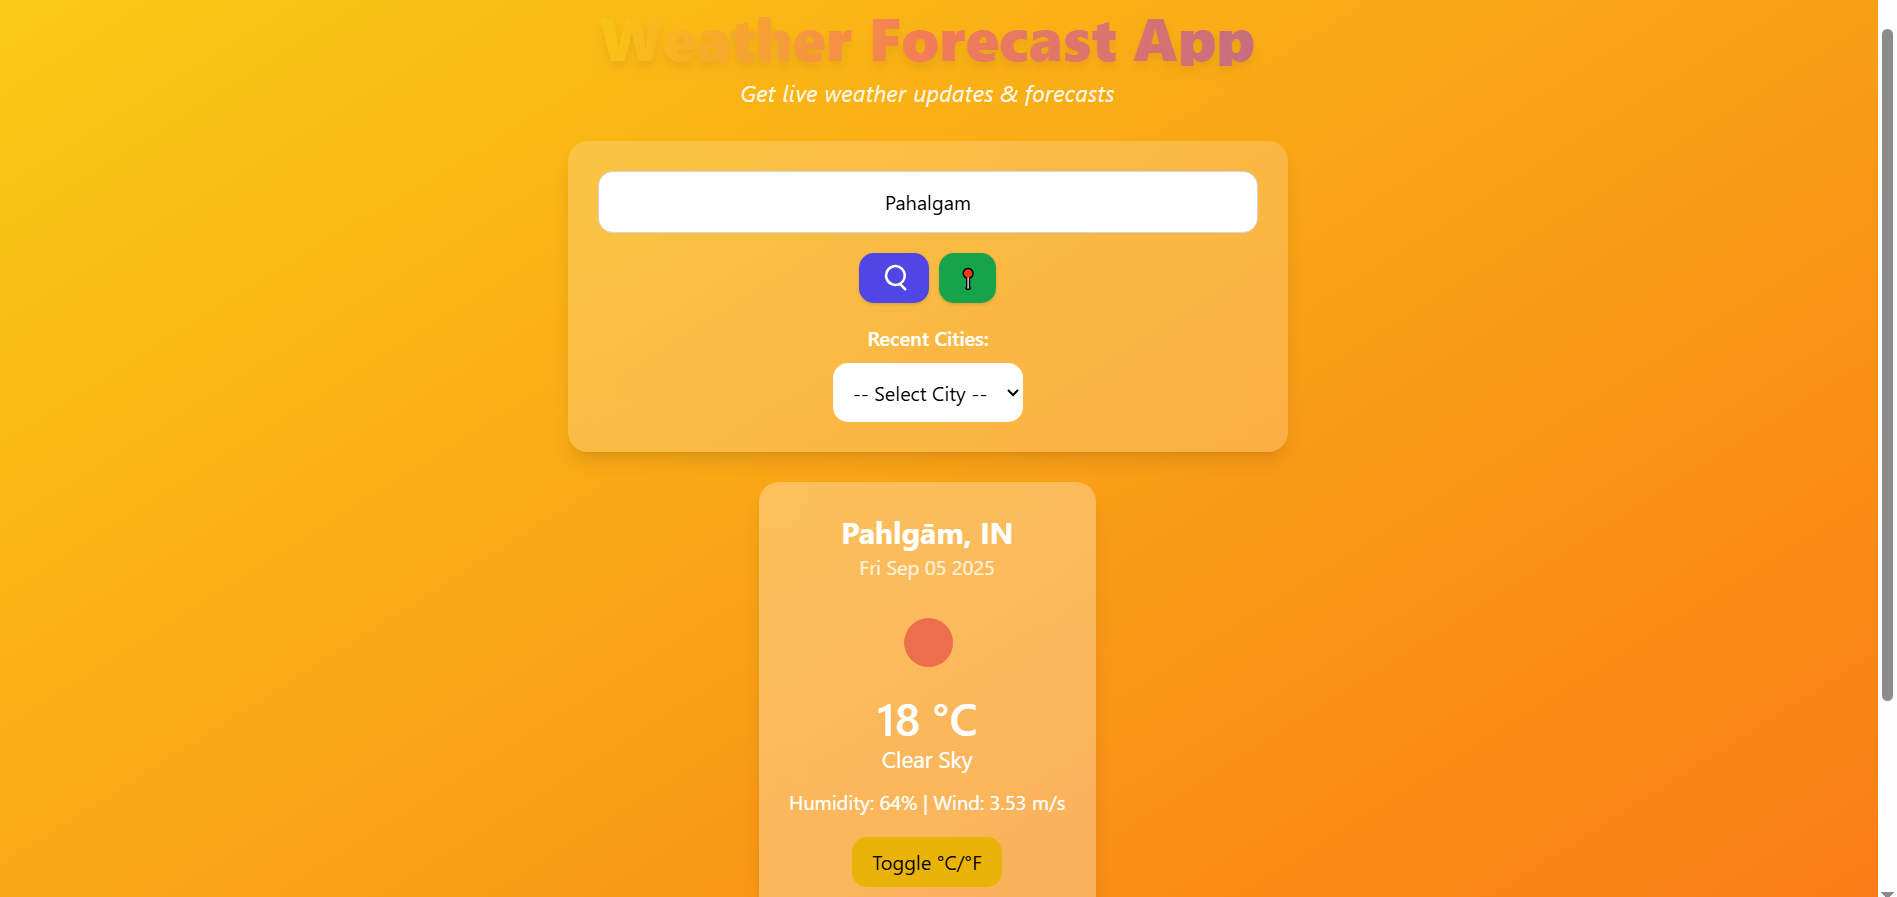 Weather Forecast App
Get live weather updates & forecasts
Pahalgam
Recent Cities:
-- Select City --
Pahlgām, IN
Fri Sep 05 2025
18 °C
Clear Sky
Humidity: 64% | Wind: 3.53 m/s
Toggle °C/°F